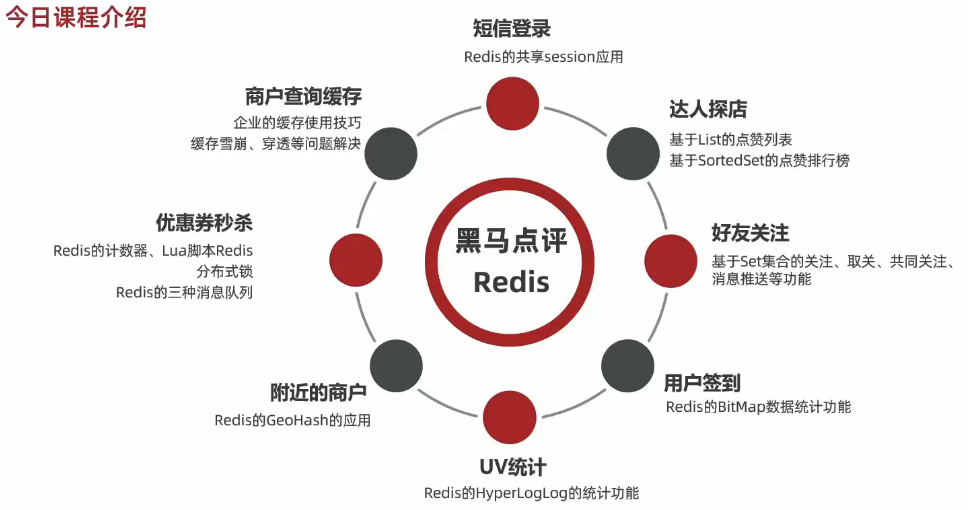 今日课程介绍
短信登录
Redis的共享session应用
商户查询缓存
企业的缓存使用技巧
缓存雪崩、穿透等问题解决
达人探店
基于List的点赞列表
基于SortedSet的点赞排行榜
优惠券秒杀
Redis的计数器、Lua脚本Redis
分布式锁
Redis的三种消息队列
黑马点评
Redis
好友关注
基于Set集合的关注、取关、共同关注、
消息推送等功能
附近的商户
Redis的GeoHash的应用
用户签到
Redis的BitMap数据统计功能
UV统计
Redis的HyperLogLog的统计功能